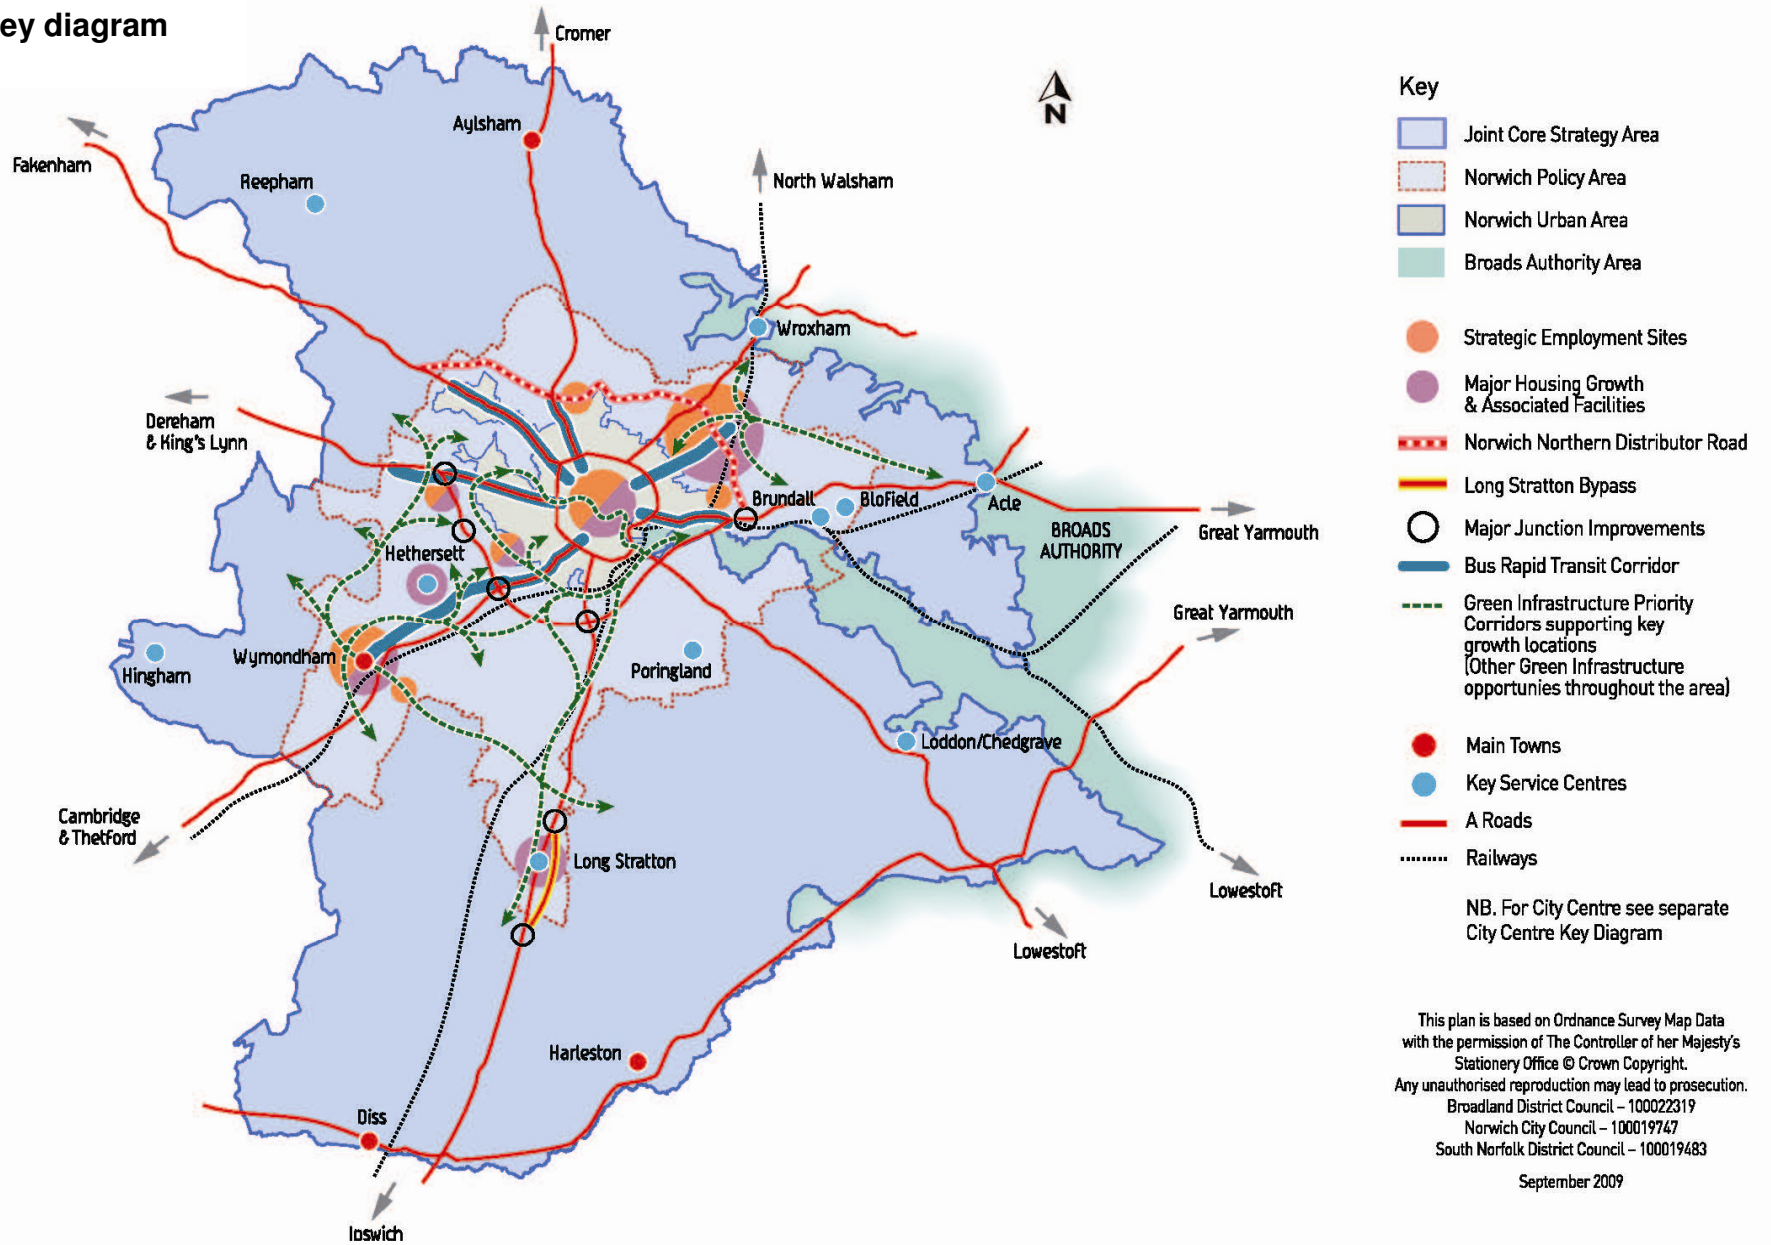 ey diagram
Cromer
Aylsham
Fakenham
Reepham
North Walsham
N
Wroxham
Dereham
& King's Lynn
Brundall
Blofield
Acle
Great Yarmouth
BROADS
AUTHORITY
Hethersett
Great Yarmouth
Wymondham
Hingham
Poringland
Loddon/Chedgrave
Cambridge
& Thetford
Long Stratton
Lowestoft
Lowestoft
Harleston
Diss
Ipswich
Key
Joint Core Strategy Area
Norwich Policy Area
Norwich Urban Area
Broads Authority Area
Strategic Employment Sites
Major Housing Growth
& Associated Facilities
Norwich Northern Distributor Road
Long Stratton Bypass
Major Junction Improvements
Bus Rapid Transit Corridor
Green Infrastructure Priority
Corridors supporting key
growth locations
(Other Green Infrastructure
opportunies throughout the area)
Main Towns
Key Service Centres
A Roads
Railways
NB. For City Centre see separate
City Centre Key Diagram
This plan is based on Ordnance Survey Map Data
with the permission of The Controller of her Majesty's
Stationery Office © Crown Copyright.
Any unauthorised reproduction may lead to prosecution.
Broadland District Council – 100022319
Norwich City Council – 100019747
South Norfolk District Council – 100019483
September 2009